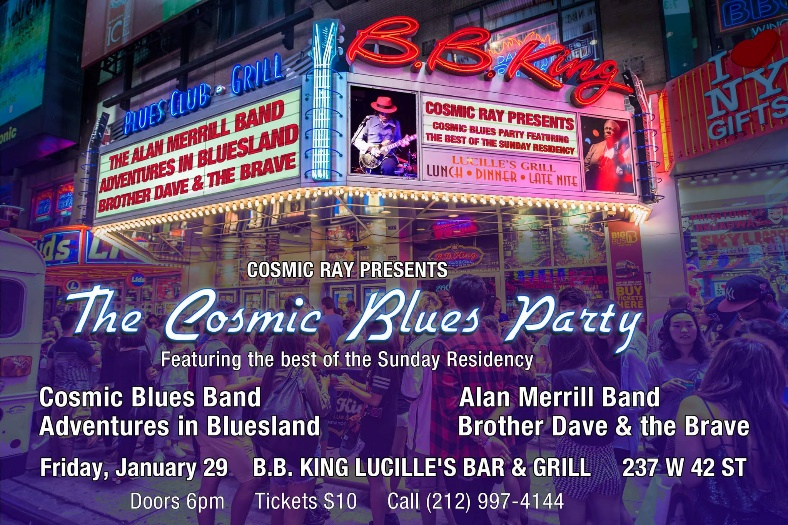 BLUES CLUB · GRILL
B.B. King
THE ALAN MERRILL BAND
ADVENTURES IN BLUESLAND
BROTHER DAVE & THE BRAVE
COSMIC RAY PRESENTS
COSMIC BLUES PARTY FEATURING
THE BEST OF THE SUNDAY RESIDENCY
LUCILLE'S GRILL
LUNCH • DINNER • LATE NITE
I NY
GIFTS
BUY
TICKETS
HERE
COSMIC RAY PRESENTS
The Cosmic Blues Party
Featuring the best of the Sunday Residency
Cosmic Blues Band
Adventures in Bluesland
Alan Merrill Band
Brother Dave & the Brave
Friday, January 29 B.B. KING LUCILLE'S BAR & GRILL 237 W 42 ST
Doors 6pm Tickets $10 Call (212) 997-4144